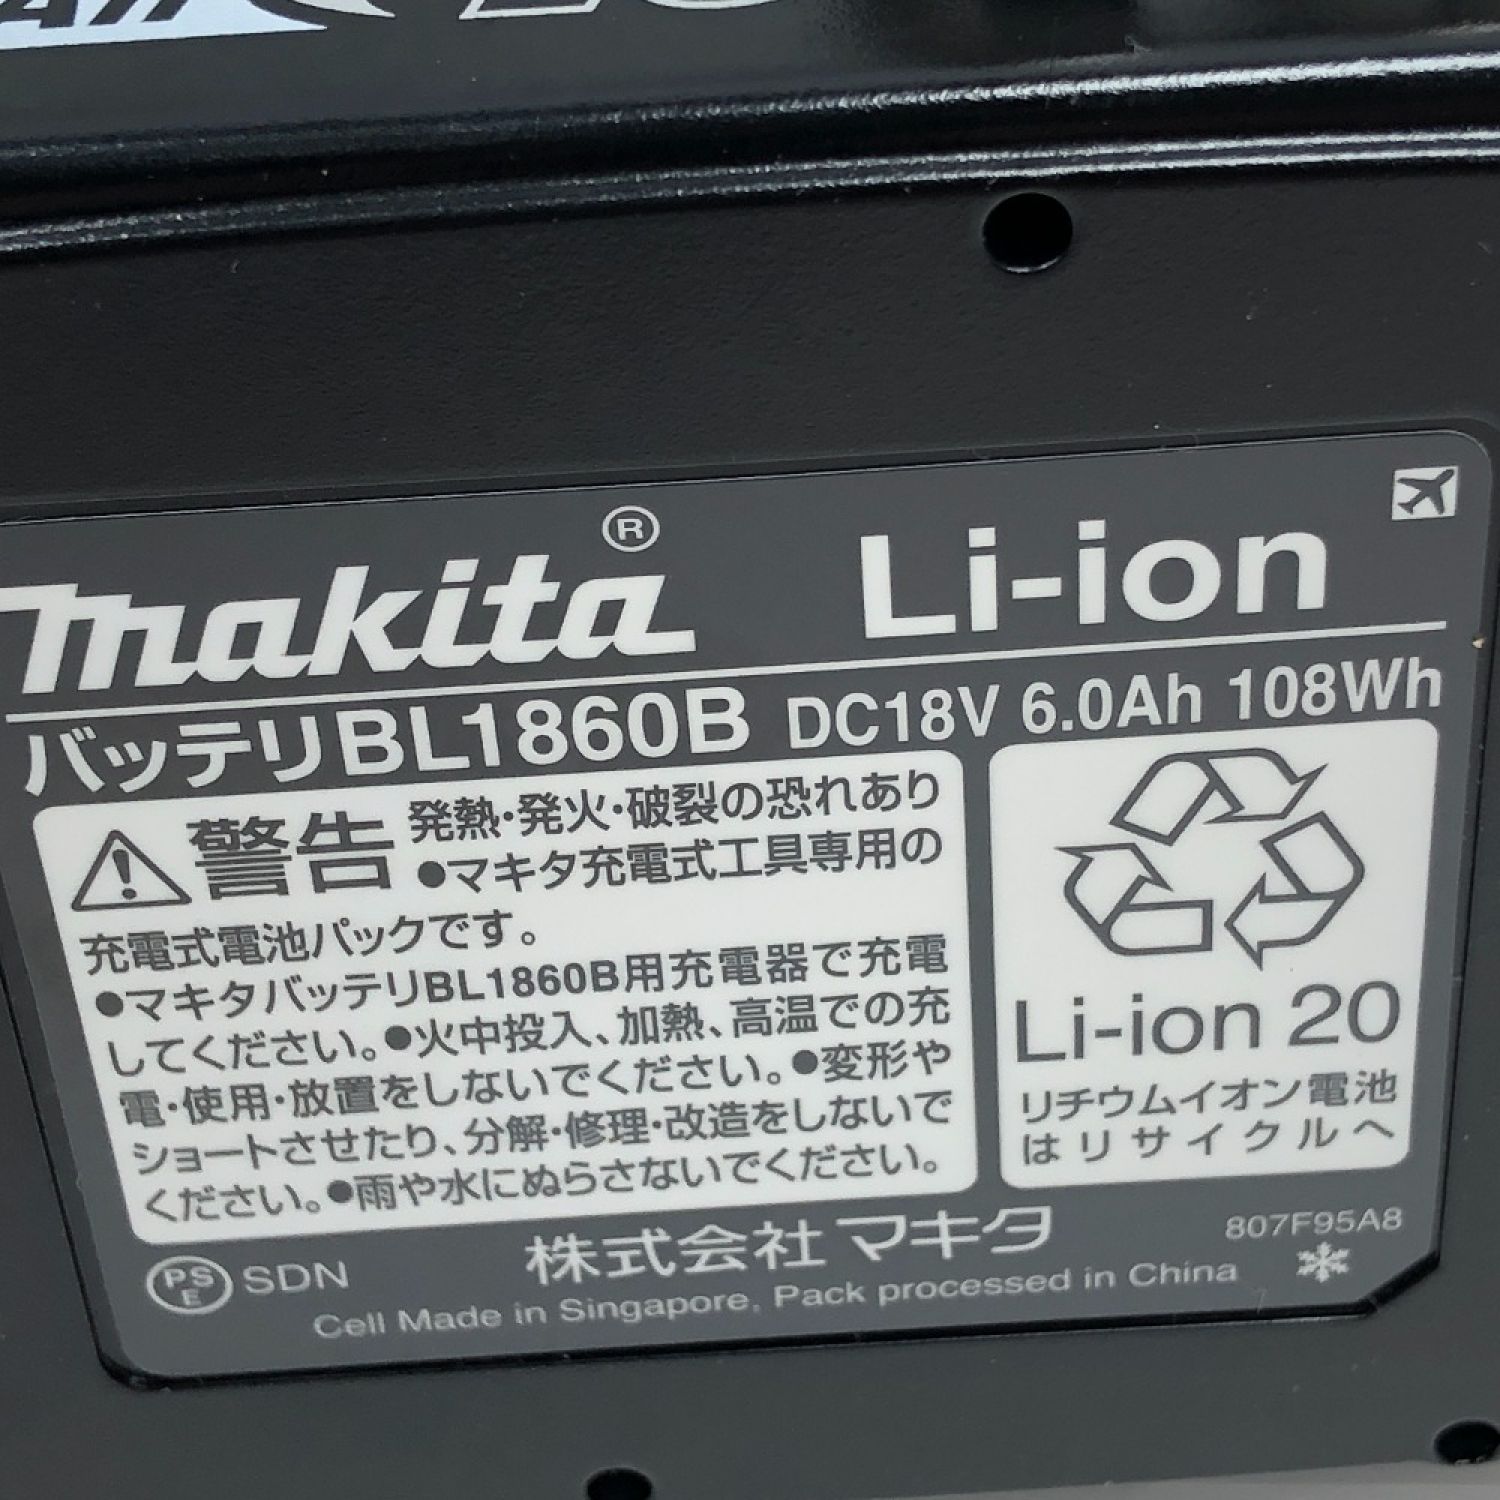 makita®
Li-ion
バッテリBL1860B DC18V 6.0Ah 108Wh
警告 発熱・発火・破裂の恐れあり
●マキタ充電式工具専用の
充電式電池パックです。
●マキタバッテリBL1860B用充電器で充電
してください。●火中投入、加熱、高温での充
電・使用・放置をしないでください。●変形や
ショートさせたり、分解・修理・改造をしないで
ください。●雨や水にぬらさないでください。
Li-ion 20
リチウムイオン電池
はリサイクルへ
PSE SDN
株式会社マキタ
807F95A8
Cell Made in Singapore, Pack processed in China